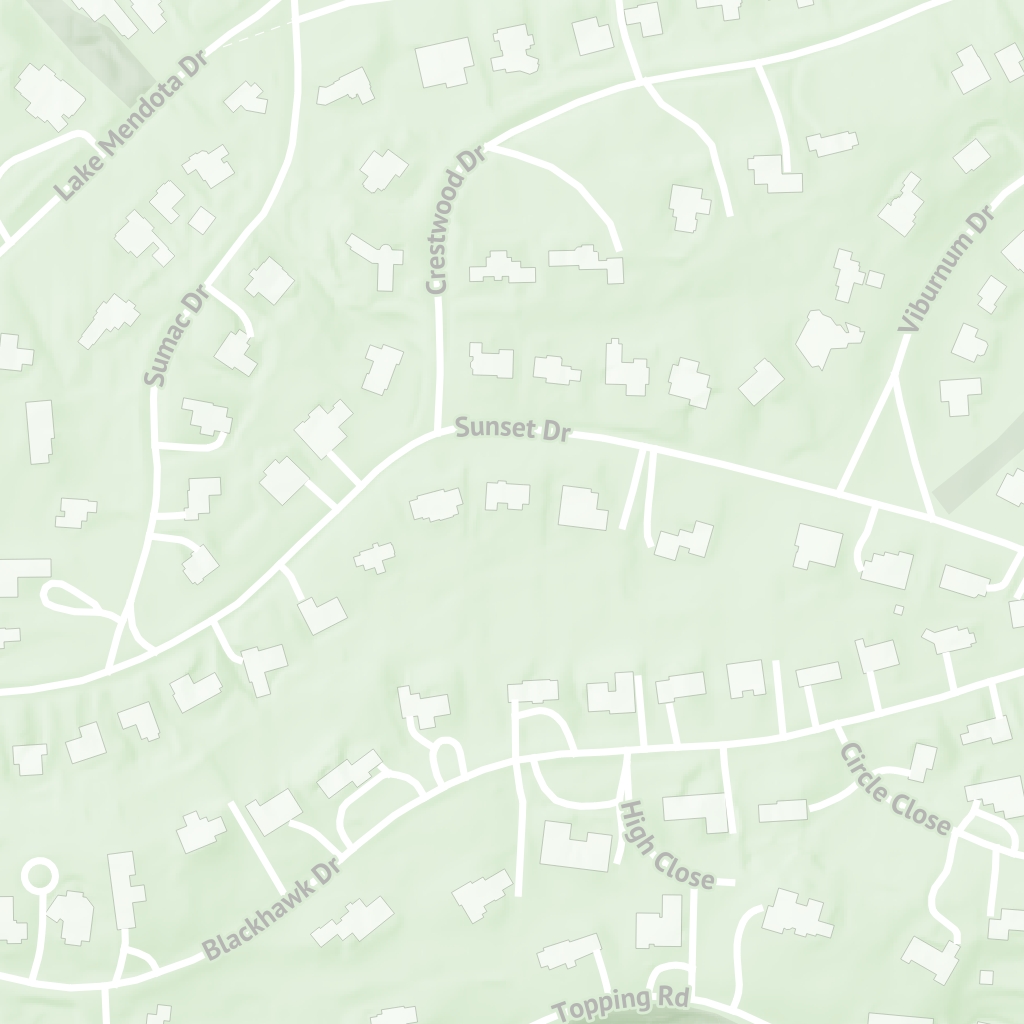 Lake Mendota Dr
Crestwood Dr
Viburnum Dr
Sumac Dr
Sunset Dr
Circle Close
High Close
Blackhawk Dr
Topping Rd